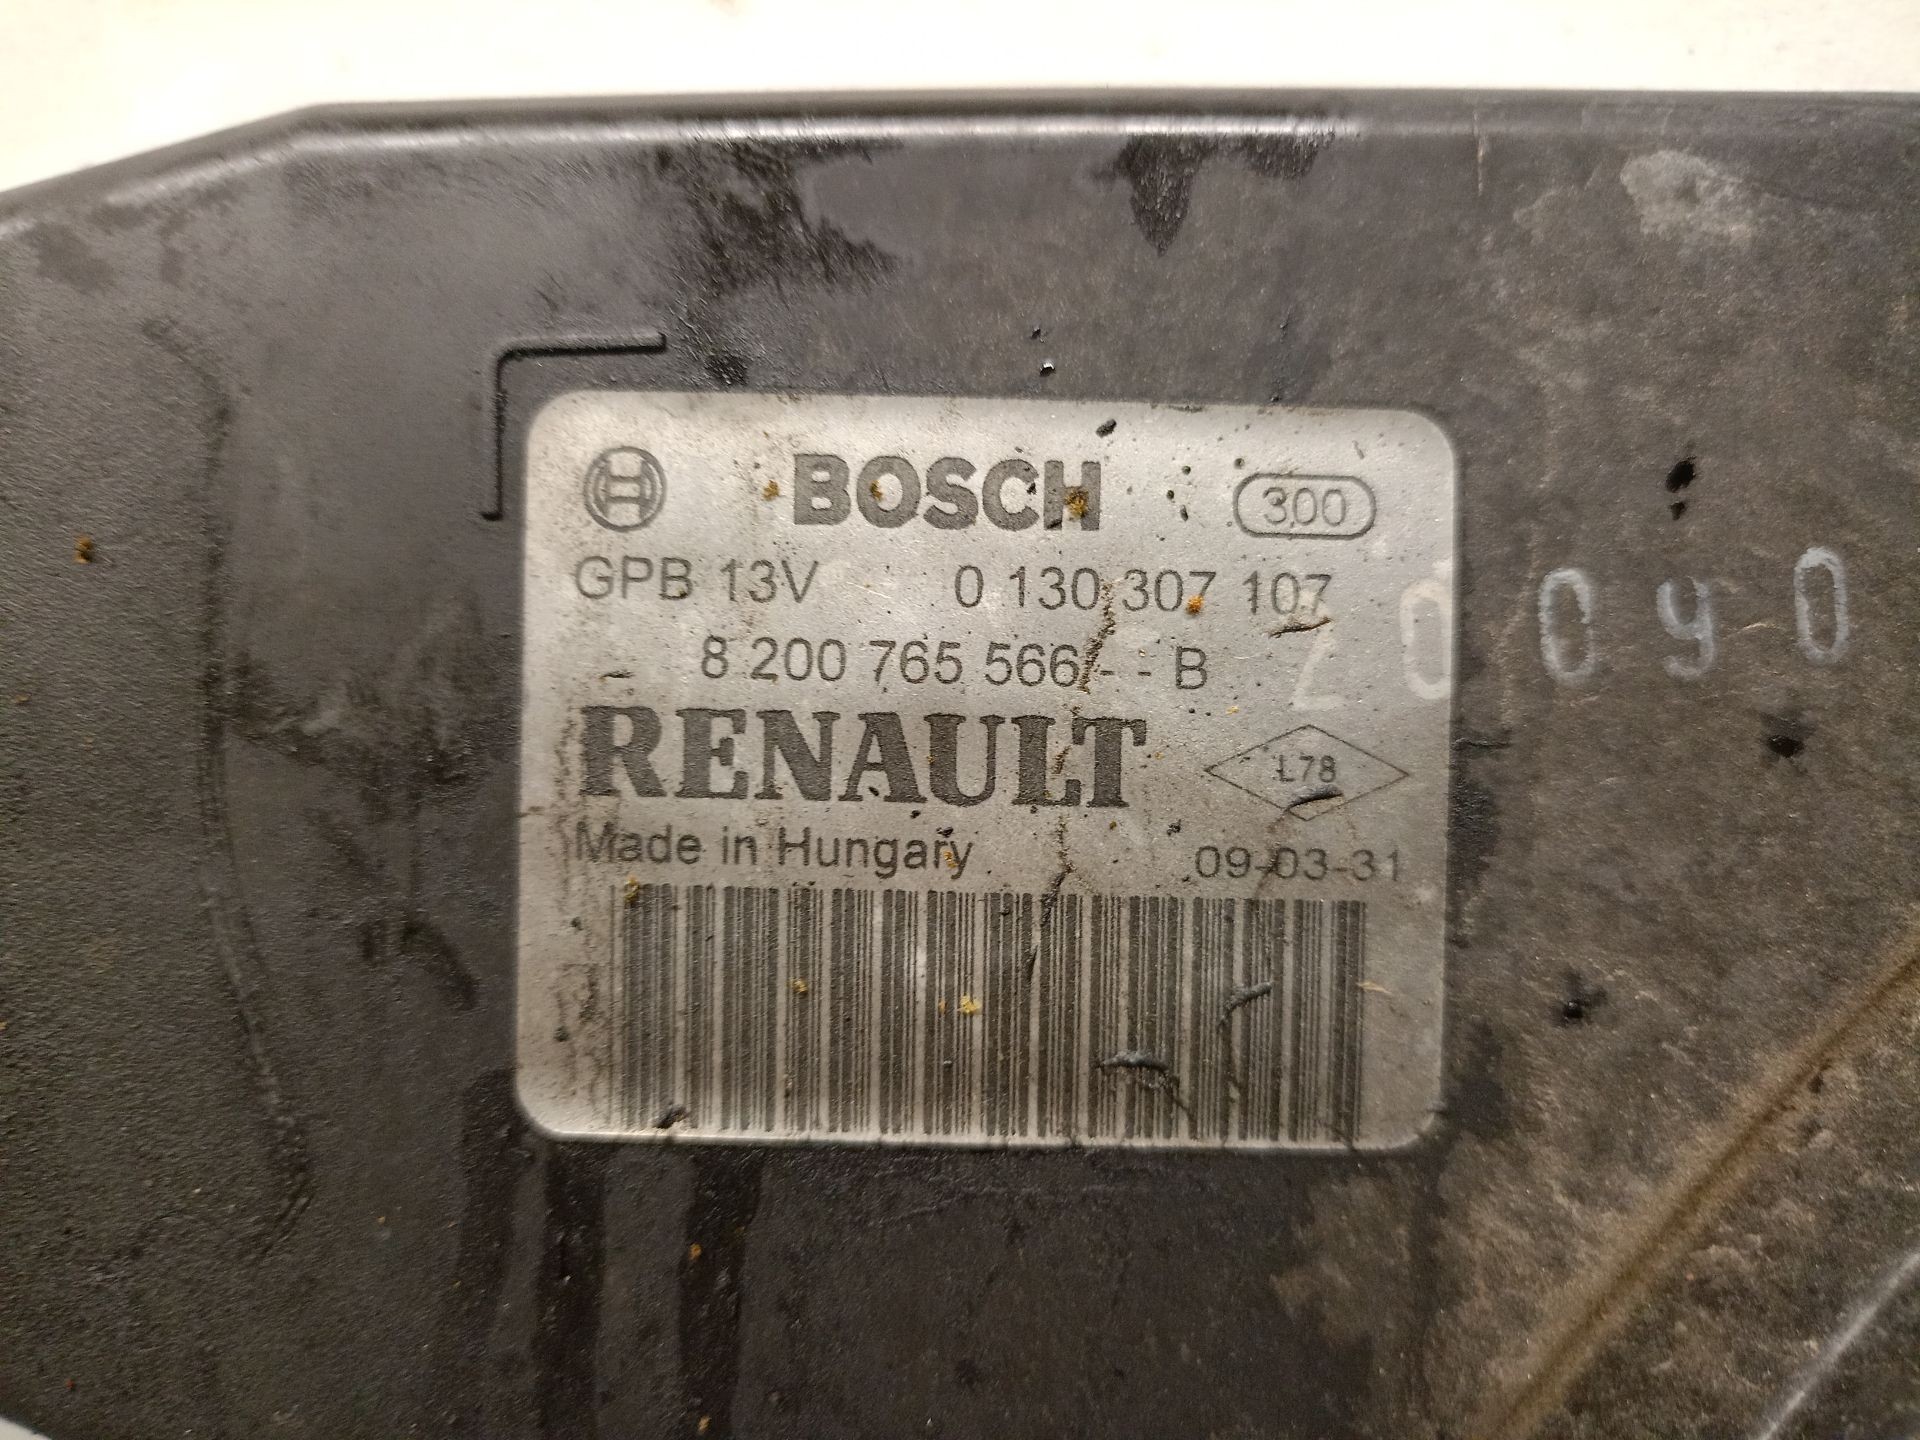 BOSCH 300
GPB 13V 0 130 307 107
8 200 765 566 - - B
20090
RENAULT L78
Made in Hungary 09-03-31